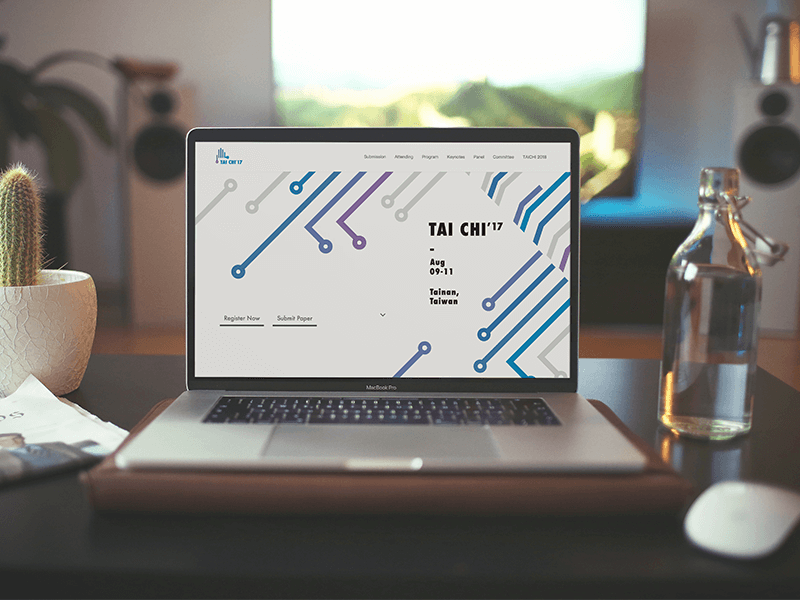 TAI CHI'17
Submission Attending Program Keynotes Panel Committee TAICHI 2018
TAI CHI'17
–
Aug
09-11
Tainan,
Taiwan
Register Now Submit Paper
MacBook Pro